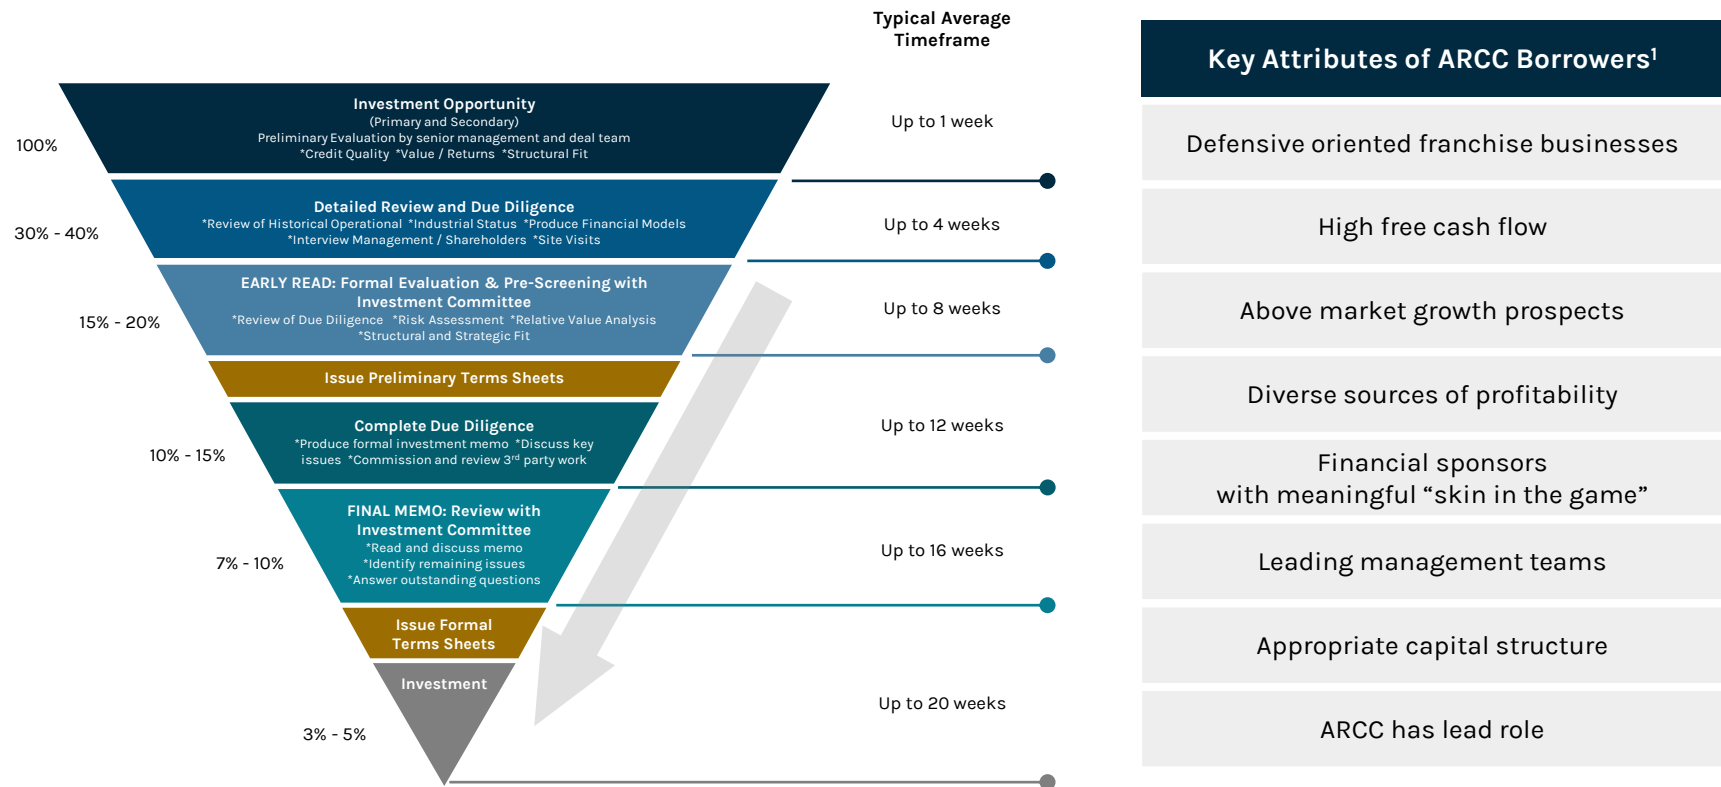 Typical Average
Timeframe
Investment Opportunity
(Primary and Secondary)
Preliminary Evaluation by senior management and deal team
*Credit Quality *Value / Returns *Structural Fit
100%
Up to 1 week
Detailed Review and Due Diligence
*Review of Historical Operational *Industrial Status *Produce Financial Models
*Interview Management / Shareholders *Site Visits
30% - 40%
Up to 4 weeks
EARLY READ: Formal Evaluation & Pre-Screening with
Investment Committee
*Review of Due Diligence *Risk Assessment *Relative Value Analysis
*Structural and Strategic Fit
15% - 20%
Up to 8 weeks
Issue Preliminary Terms Sheets
Complete Due Diligence
*Produce formal investment memo *Discuss key
issues *Commission and review 3rd party work
10% - 15%
Up to 12 weeks
FINAL MEMO: Review with
Investment Committee
*Read and discuss memo
*Identify remaining issues
*Answer outstanding questions
7% - 10%
Up to 16 weeks
Issue Formal
Terms Sheets
Investment
3% - 5%
Up to 20 weeks
Key Attributes of ARCC Borrowers¹
Defensive oriented franchise businesses
High free cash flow
Above market growth prospects
Diverse sources of profitability
Financial sponsors
with meaningful “skin in the game”
Leading management teams
Appropriate capital structure
ARCC has lead role